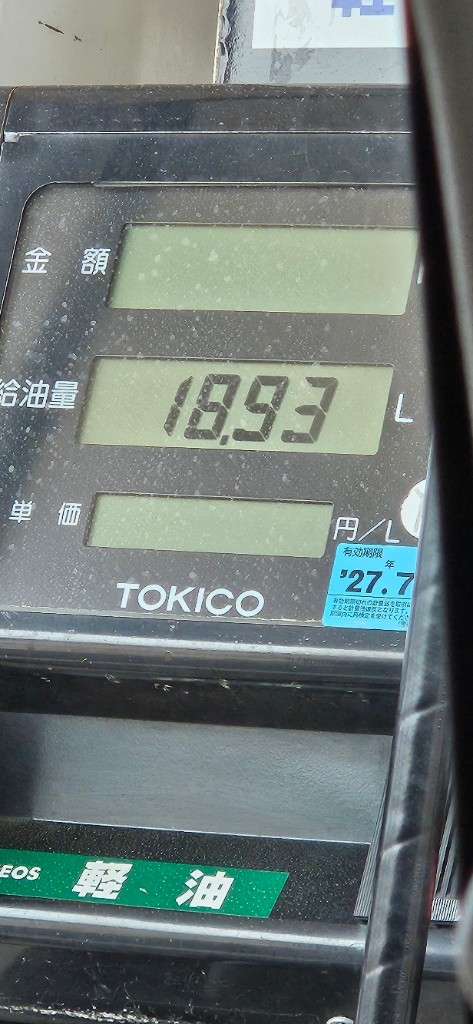 金額
給油量 18.93 L
単価 円/L
有効期限
年
'27.7
TOKICO
EOS 軽油